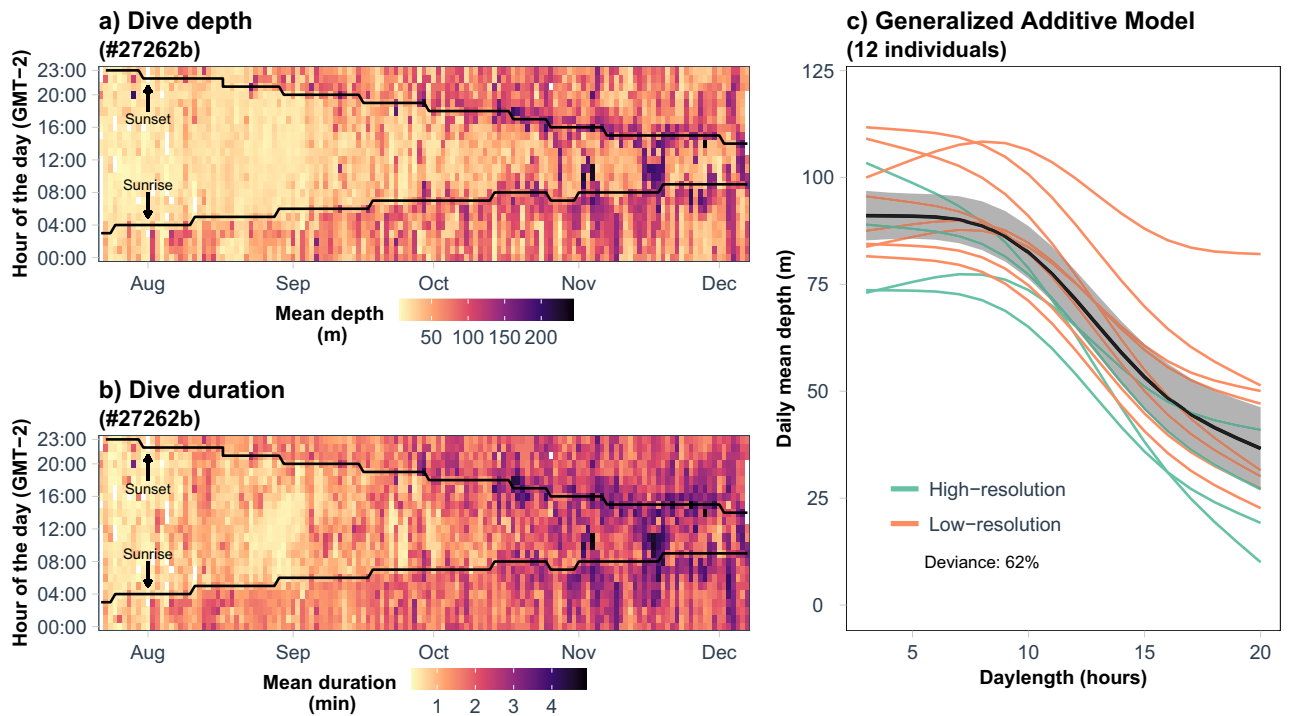 a) Dive depth
(#27262b)
Hour of the day (GMT−2)
23:00
20:00
16:00
12:00
08:00
04:00
00:00
Sunset
Sunrise
Aug
Sep
Oct
Nov
Dec
Mean depth
(m)
50
100
150
200
b) Dive duration
(#27262b)
Hour of the day (GMT−2)
23:00
20:00
16:00
12:00
08:00
04:00
00:00
Sunset
Sunrise
Aug
Sep
Oct
Nov
Dec
Mean duration
(min)
1
2
3
4
c) Generalized Additive Model
(12 individuals)
Daily mean depth (m)
125
100
75
50
25
0
High−resolution
Low−resolution
Deviance: 62%
5
10
15
20
Daylength (hours)